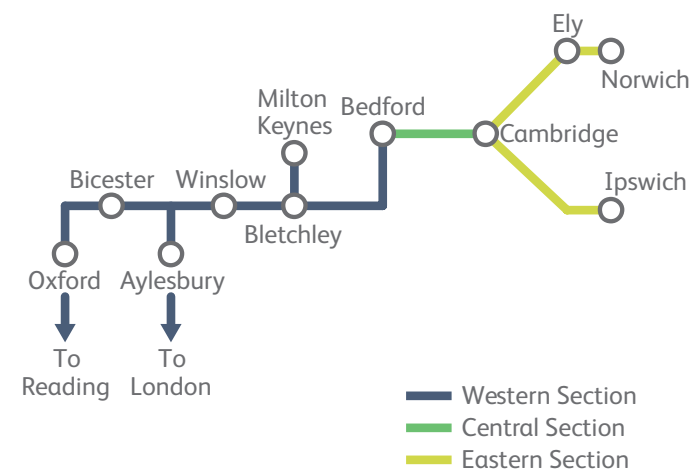 Ely
Norwich
Milton
Keynes
Bedford
Cambridge
Bicester
Winslow
Ipswich
Bletchley
Oxford
Aylesbury
To
Reading
To
London
Western Section
Central Section
Eastern Section